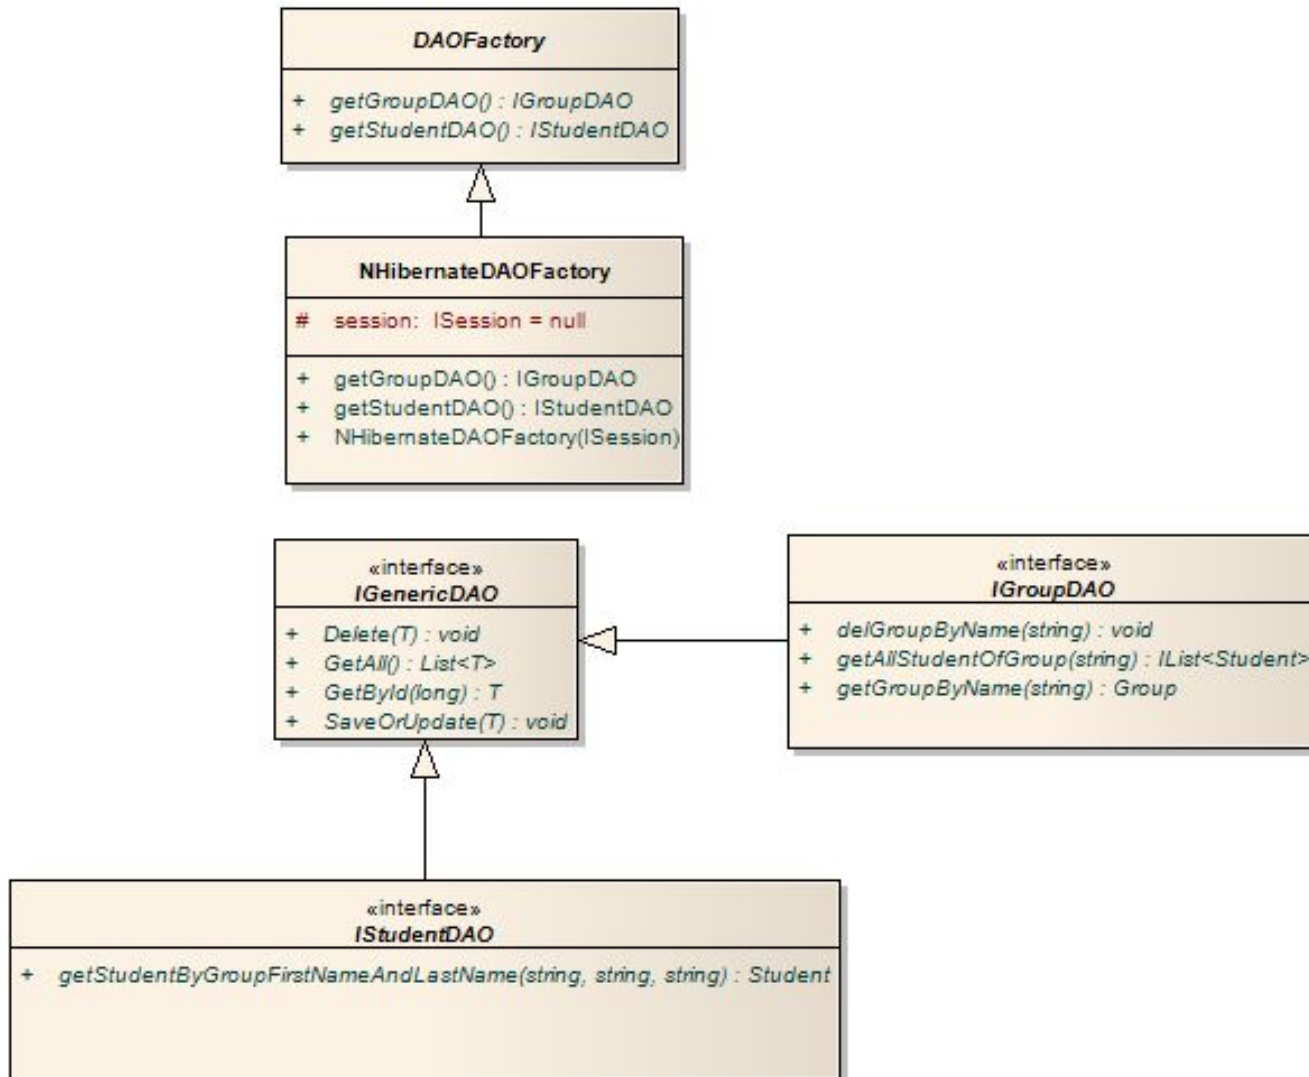 DAOFactory
+ getGroupDAO() : IGroupDAO
+ getStudentDAO() : IStudentDAO
NHibernateDAOFactory
# session: ISession = null
+ getGroupDAO() : IGroupDAO
+ getStudentDAO() : IStudentDAO
+ NHibernateDAOFactory(ISession)
«interface»
IGenericDAO
+ Delete(T) : void
+ GetAll() : List<T>
+ GetById(long) : T
+ SaveOrUpdate(T) : void
«interface»
IGroupDAO
+ delGroupByName(string) : void
+ getAllStudentOfGroup(string) : IList<Student>
+ getGroupByName(string) : Group
«interface»
IStudentDAO
+ getStudentByGroupFirstNameAndLastName(string, string, string) : Student